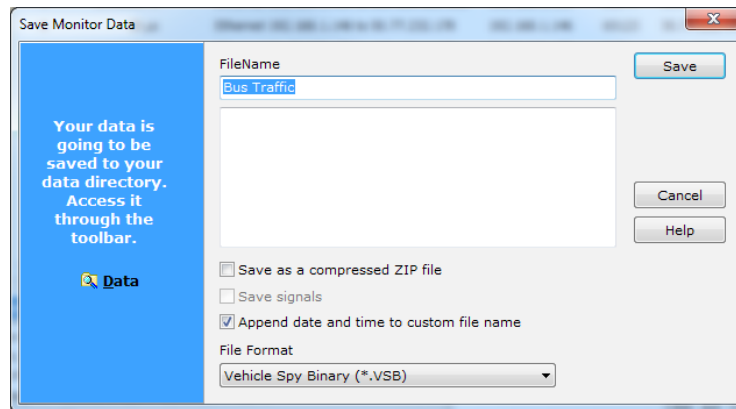 Save Monitor Data
FileName
Save
Bus Traffic
Your data is
going to be
saved to your
data directory.
Access it
through the
toolbar.
Data
Cancel
Help
Save as a compressed ZIP file
Save signals
Append date and time to custom file name
File Format
Vehicle Spy Binary (*.VSB)